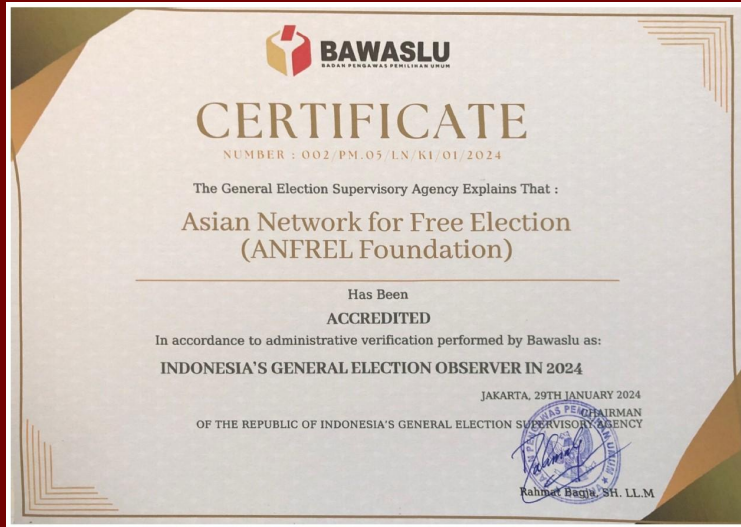 BAWASLU
BADAN PENGAWAS PEMILIHAN UMUM
CERTIFICATE
NUMBER : 002/PM.05/LN/K1/01/2024
The General Election Supervisory Agency Explains That :
Asian Network for Free Election
(ANFREL Foundation)
Has Been
ACCREDITED
In accordance to administrative verification performed by Bawaslu as:
INDONESIA'S GENERAL ELECTION OBSERVER IN 2024
JAKARTA, 29TH JANUARY 2024
CHAIRMAN
OF THE REPUBLIC OF INDONESIA'S GENERAL ELECTION SUPERVISORY AGENCY
Rahmat Bagja, SH. LL.M